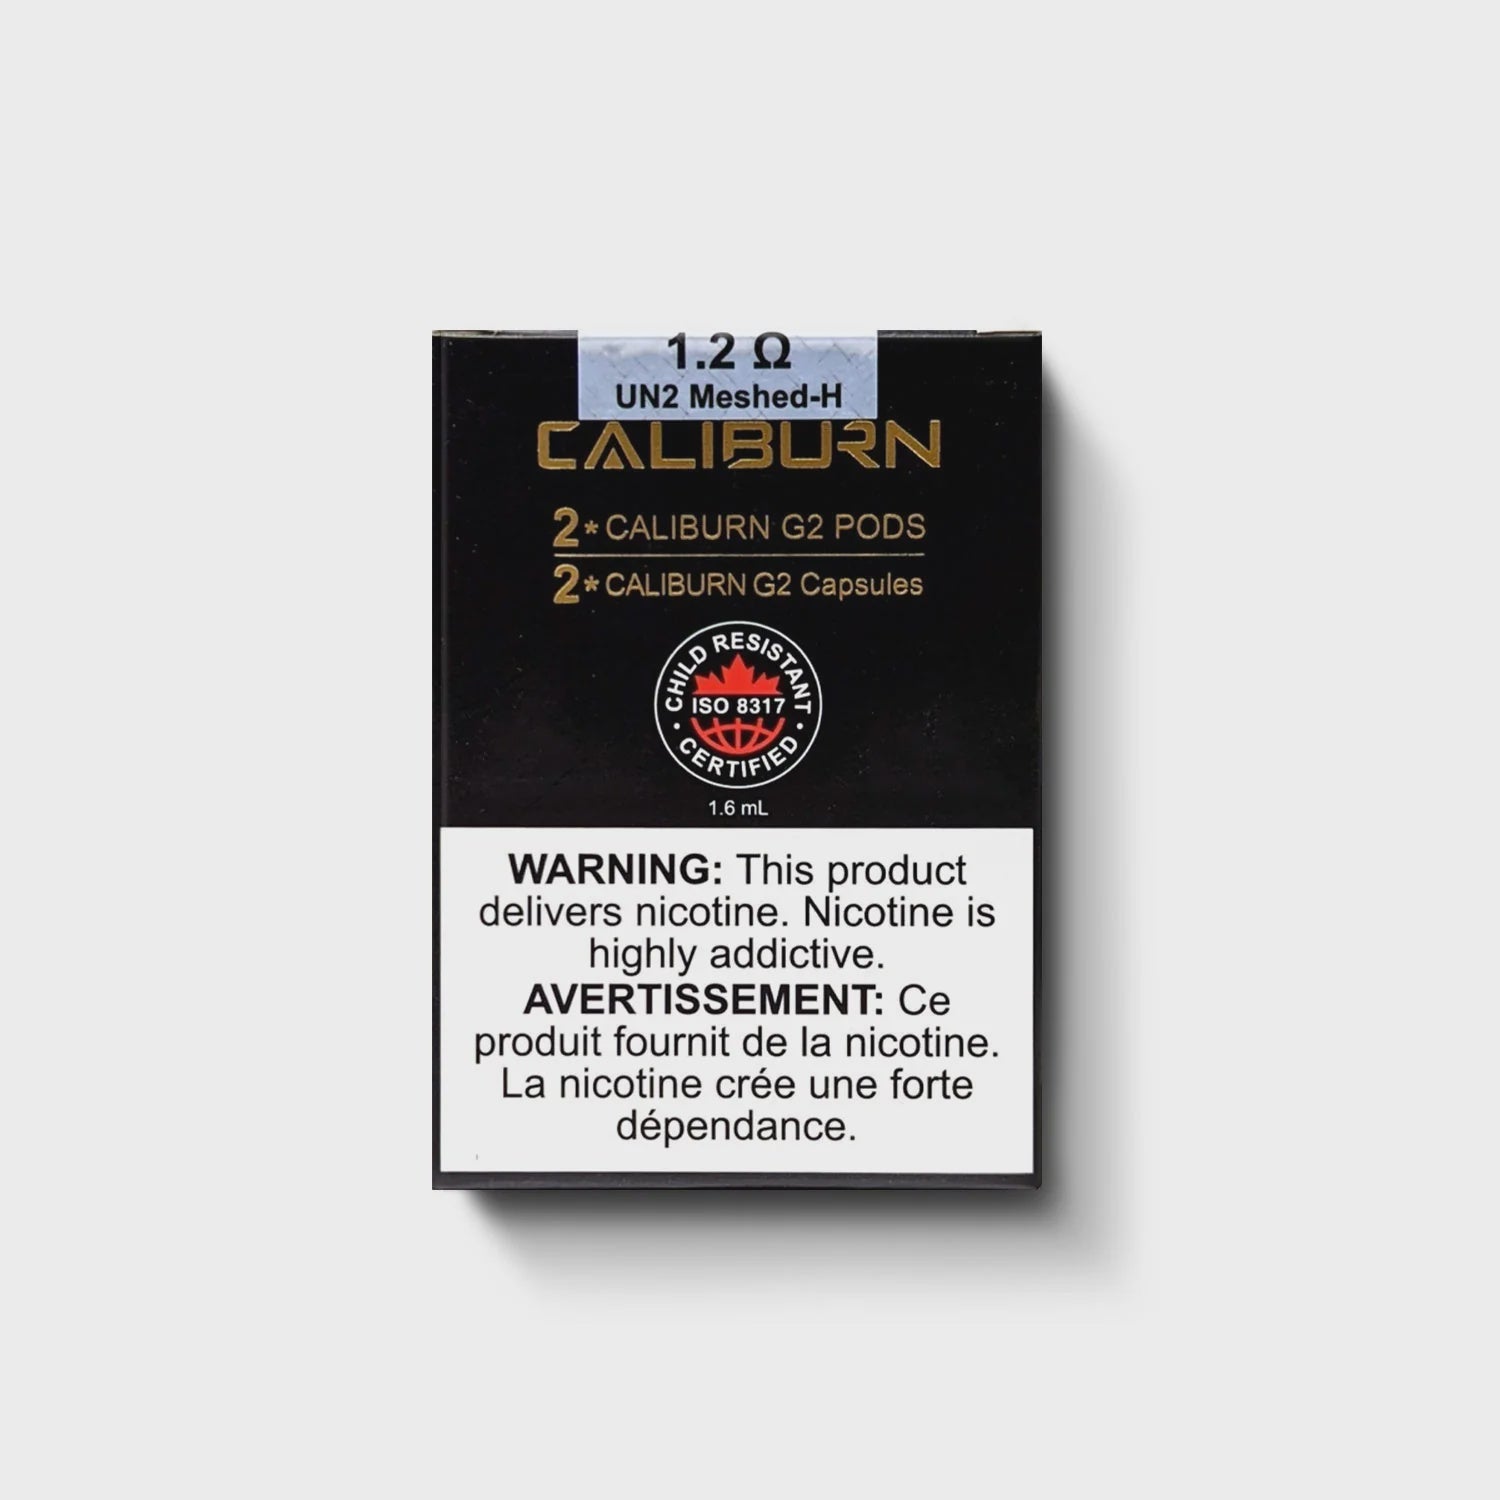 1.2 Ω
UN2 Meshed-H
CALIBURN
2* CALIBURN G2 PODS
2* CALIBURN G2 Capsules
CHILD RESISTANT
ISO 8317
• CERTIFIED •
1.6 mL
WARNING: This product
delivers nicotine. Nicotine is
highly addictive.
AVERTISSEMENT: Ce
produit fournit de la nicotine.
La nicotine crée une forte
dépendance.